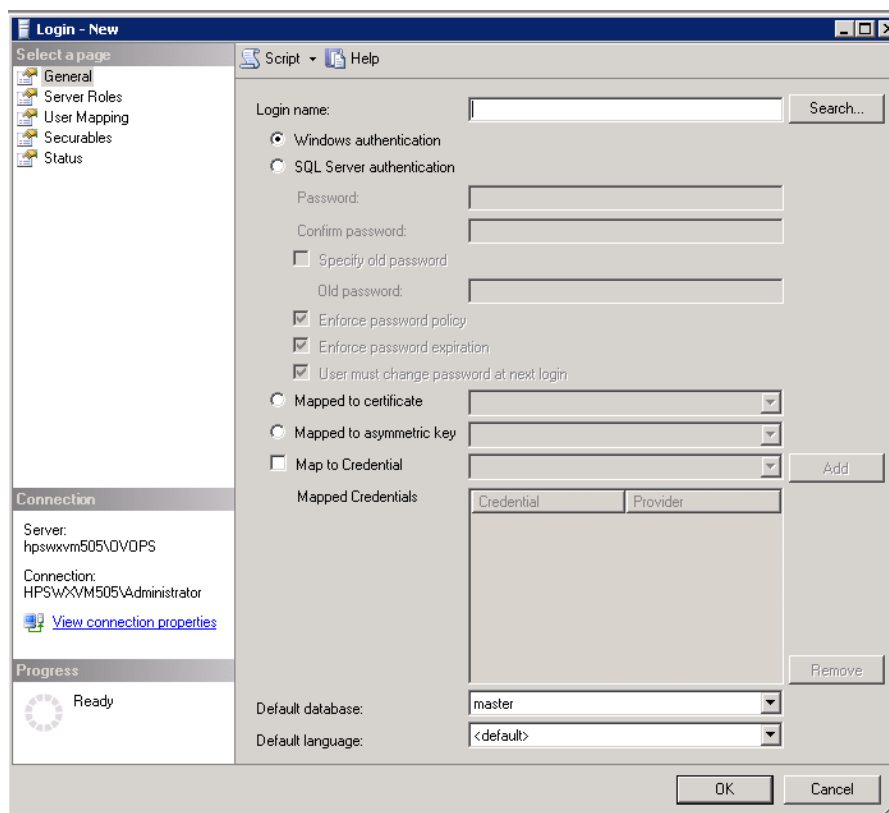 Login - New
Select a page
General
Server Roles
User Mapping
Securables
Status
Script Help
Login name:
Search...
Windows authentication
SQL Server authentication
Password:
Confirm password:
Specify old password
Old password:
Enforce password policy
Enforce password expiration
User must change password at next login
Mapped to certificate
Mapped to asymmetric key
Map to Credential
Add
Mapped Credentials
Credential Provider
Remove
Default database: master
Default language: <default>
Connection
Server:
hpswxvm505\OVOPS
Connection:
HPSWXVM505\Administrator
View connection properties
Progress
Ready
OK Cancel